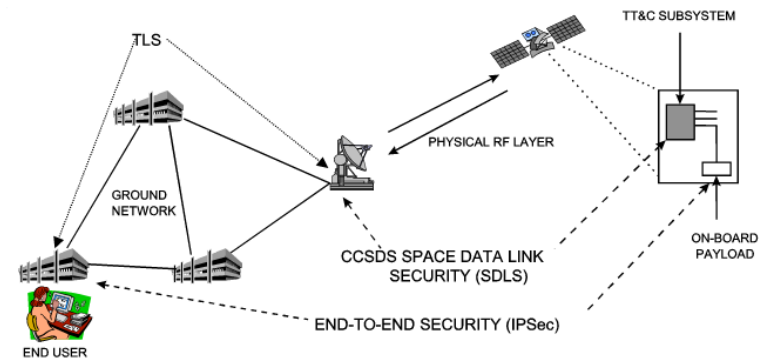 TT&C SUBSYSTEM
TLS
PHYSICAL RF LAYER
GROUND
NETWORK
ON-BOARD
PAYLOAD
CCSDS SPACE DATA LINK
SECURITY (SDLS)
END-TO-END SECURITY (IPSec)
END USER